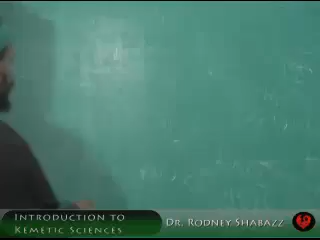 INTRODUCTION TO
KEMETIC SCIENCES
DR. RODNEY SHABAZZ